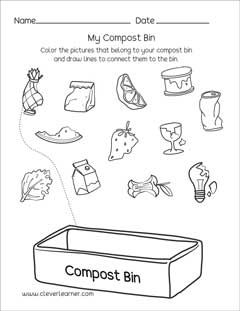 Name Date
My Compost Bin
Color the pictures that belong to your compost bin
and draw lines to connect them to the bin.
Compost Bin
www.cleverlearner.com